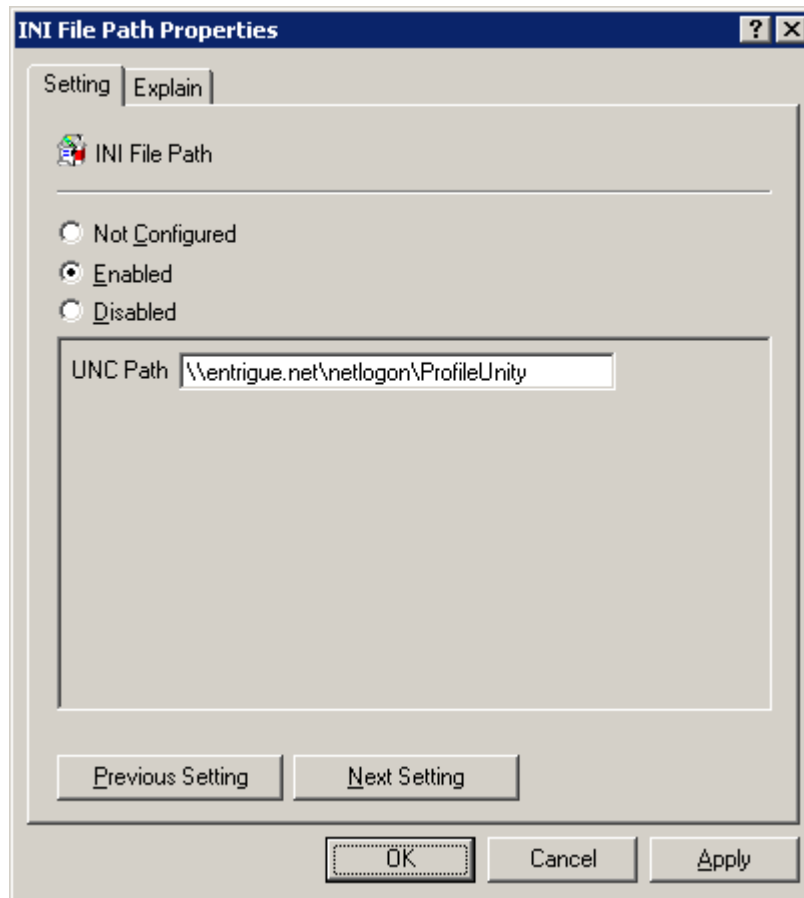 INI File Path Properties
Setting Explain
INI File Path
Not Configured
Enabled
Disabled
UNC Path \\entrigue.net\netlogon\ProfileUnity
Previous Setting Next Setting
OK Cancel Apply